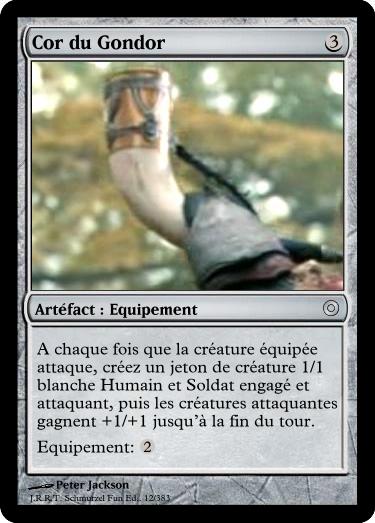 Cor du Gondor 3
Artéfact : Equipement
A chaque fois que la créature équipée
attaque, créez un jeton de créature 1/1
blanche Humain et Soldat engagé et
attaquant, puis les créatures attaquantes
gagnent +1/+1 jusqu'à la fin du tour.
Equipement: 2
Peter Jackson
J.R.R.T. Schmurzel Fun Ed. 12/383